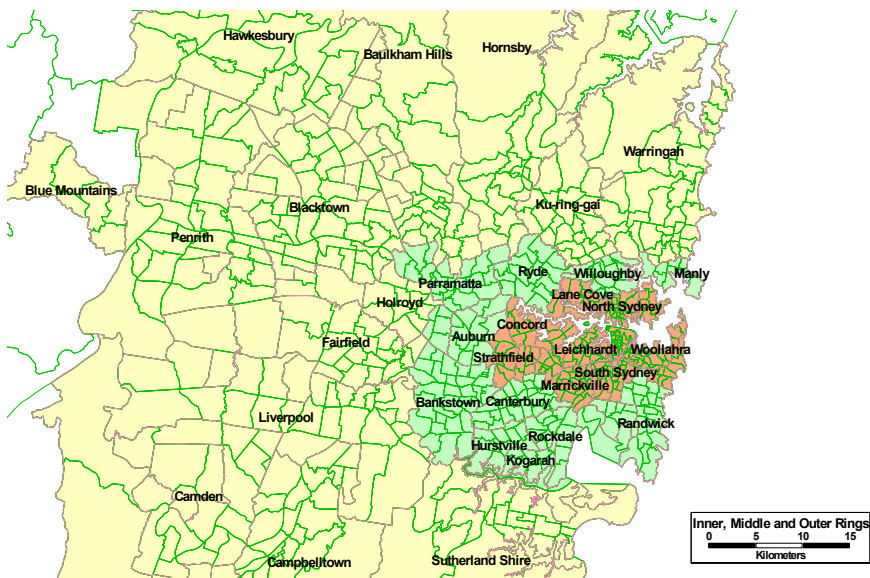 Hawkesbury
Baulkham Hills
Hornsby
Warringah
Blue Mountains
Blacktown
Ku-ring-gai
Penrith
Parramatta
Ryde
Willoughby
Manly
Lane Cove
North Sydney
Holroyd
Fairfield
Auburn
Concord
Strathfield
Leichhardt
Woollahra
South Sydney
Marrickville
Liverpool
Bankstown
Canterbury
Randwick
Hurstville
Rockdale
Kogarah
Camden
Campbelltown
Sutherland Shire
Inner, Middle and Outer Rings
0 5 10 15
Kilometers